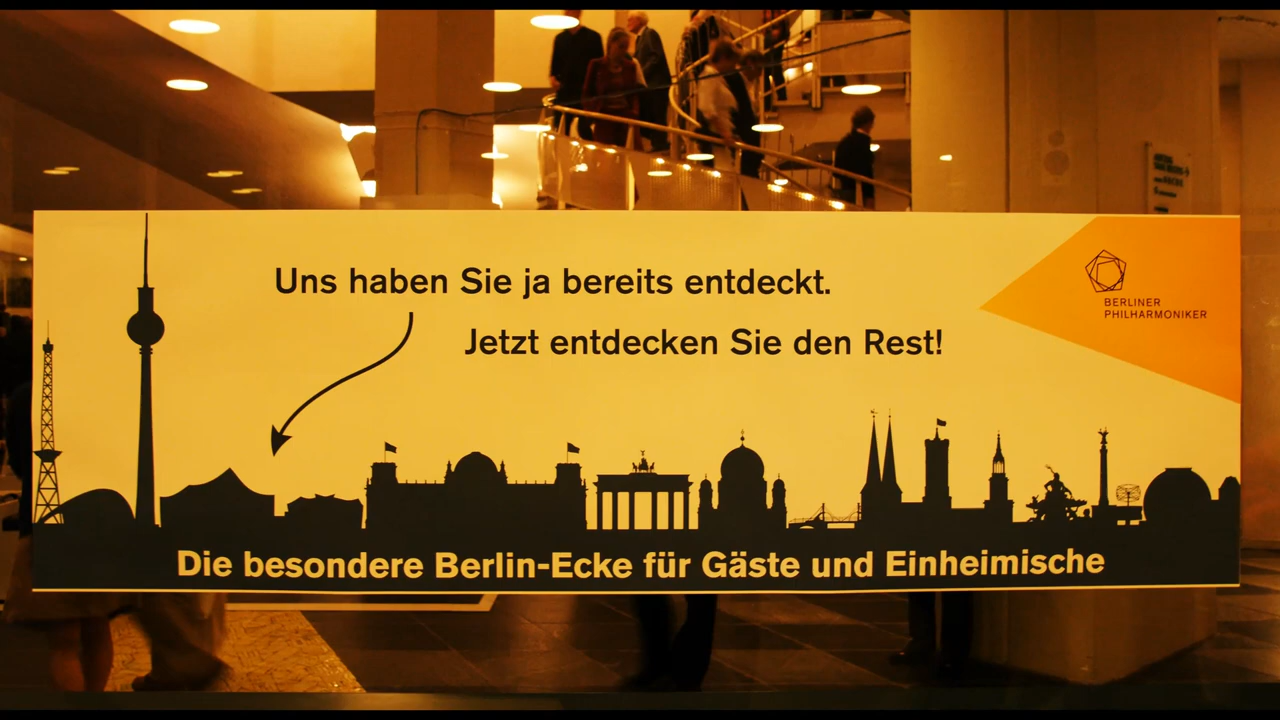 Uns haben Sie ja bereits entdeckt.
Jetzt entdecken Sie den Rest!
BERLINER
PHILHARMONIKER
Die besondere Berlin-Ecke für Gäste und Einheimische